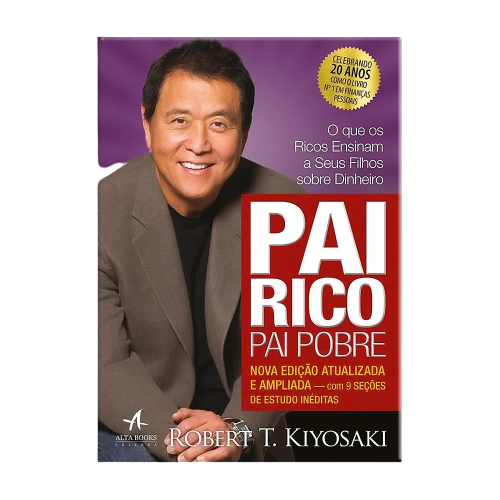 CELEBRANDO
20 ANOS
COMO O LIVRO
Nº 1 EM FINANÇAS
PESSOAIS
O que os
Ricos Ensinam
a Seus Filhos
sobre Dinheiro
PAI
RICO
PAI POBRE
NOVA EDIÇÃO ATUALIZADA
E AMPLIADA — com 9 SEÇÕES
DE ESTUDO INÉDITAS
ALTA BOOKS
EDITORA
ROBERT T. KIYOSAKI